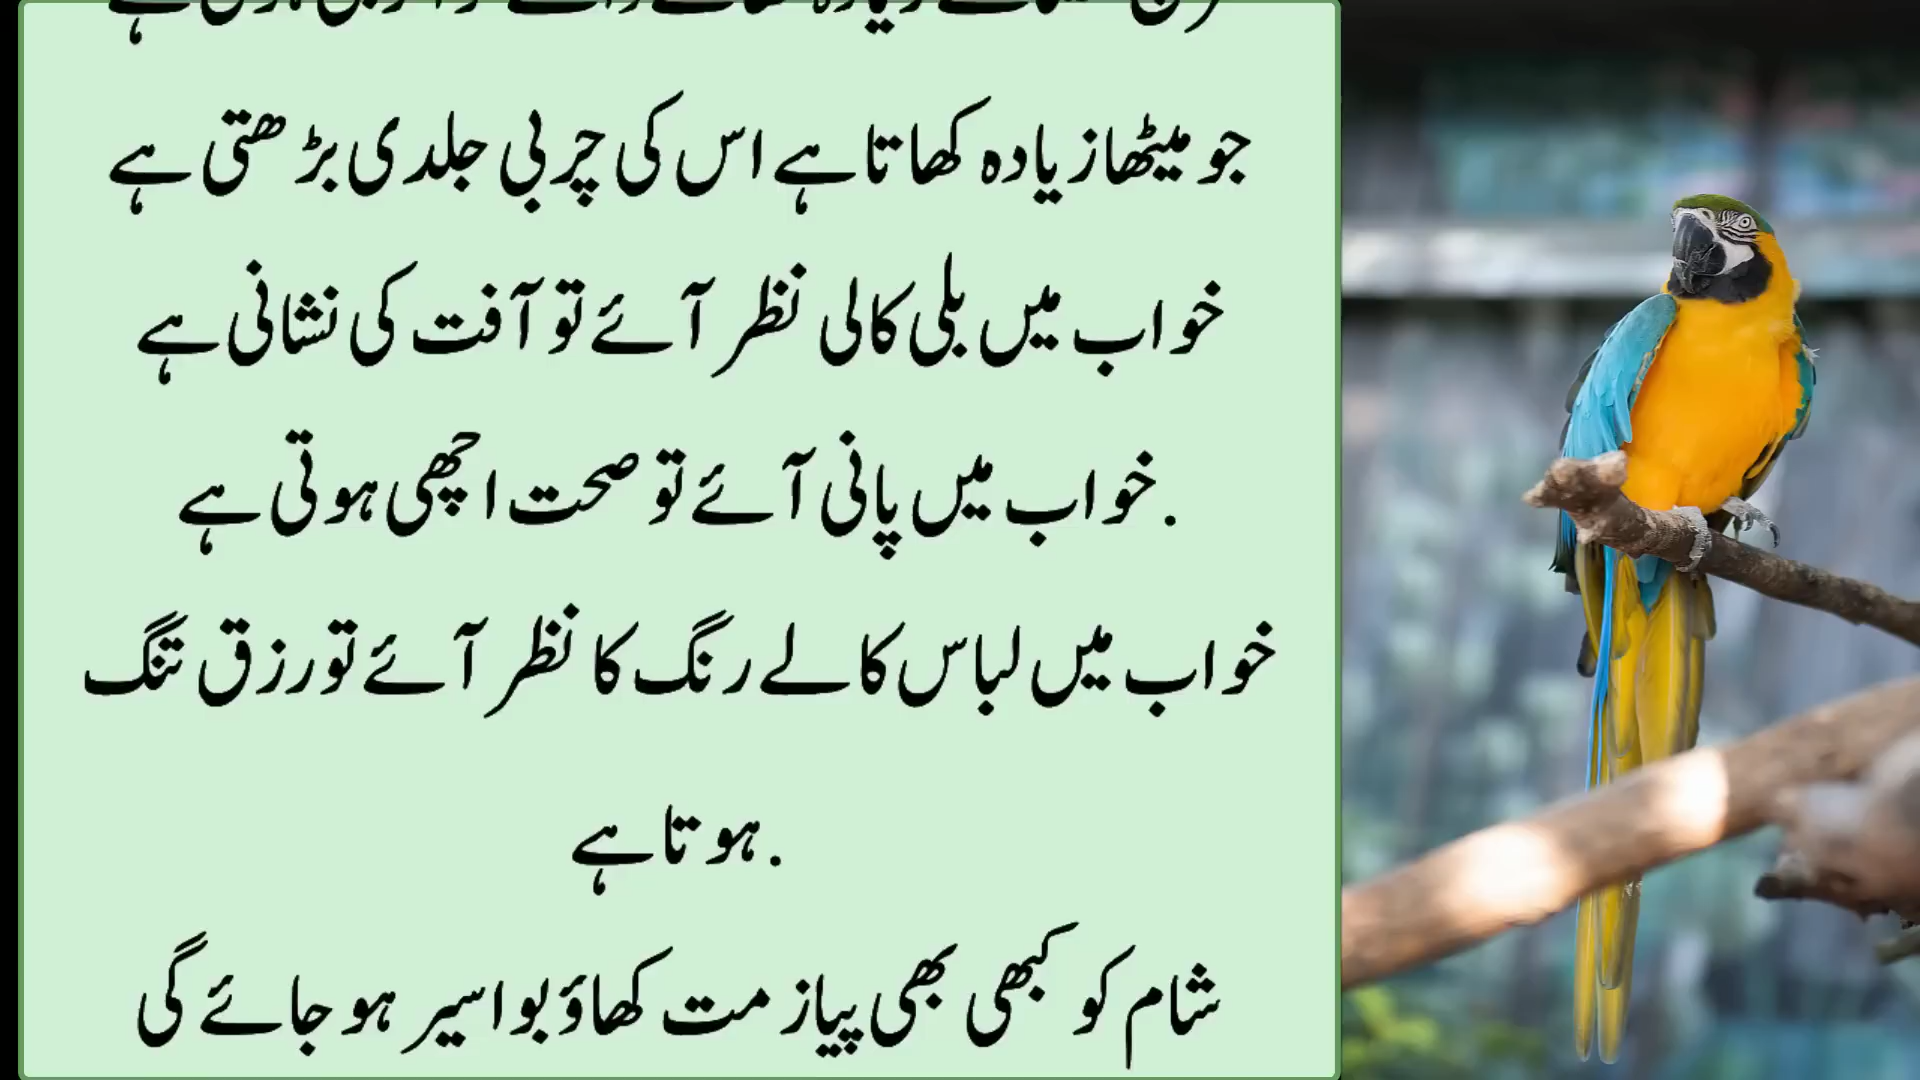 جو میٹھا زیادہ کھاتا ہے اس کی چربی جلدی بڑھتی ہے
خواب میں بلی کالی نظر آئے تو آفت کی نشانی ہے
.خواب میں پانی آئے تو صحت اچھی ہوتی ہے
خواب میں لباس کالے رنگ کا نظر آئے تو رزق تنگ
.ہوتا ہے
شام کو کبھی بھی پیاز مت کھاؤ بواسیر ہو جائے گی